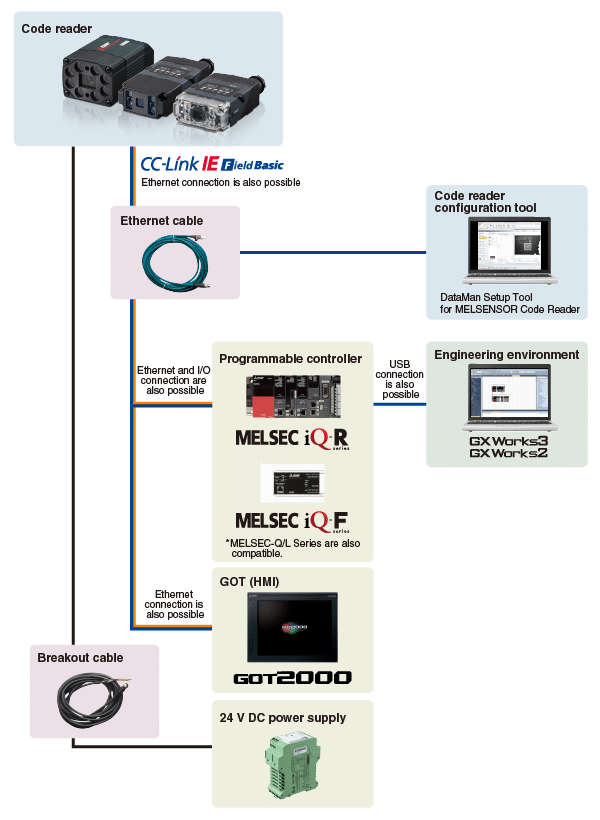 Code reader
CC-Link IE Field Basic
Ethernet connection is also possible
Ethernet cable
Code reader
configuration tool
DataMan Setup Tool
for MELSENSOR Code Reader
Ethernet and I/O
connection are
also possible
Programmable controller
MELSEC iQ-R
series
MELSEC iQ-F
series
*MELSEC-Q/L Series are also
compatible.
USB
connection
is also
possible
Engineering environment
GX Works3
GX Works2
Ethernet
connection is
also possible
GOT (HMI)
GOT2000
GOT2000
Breakout cable
24 V DC power supply